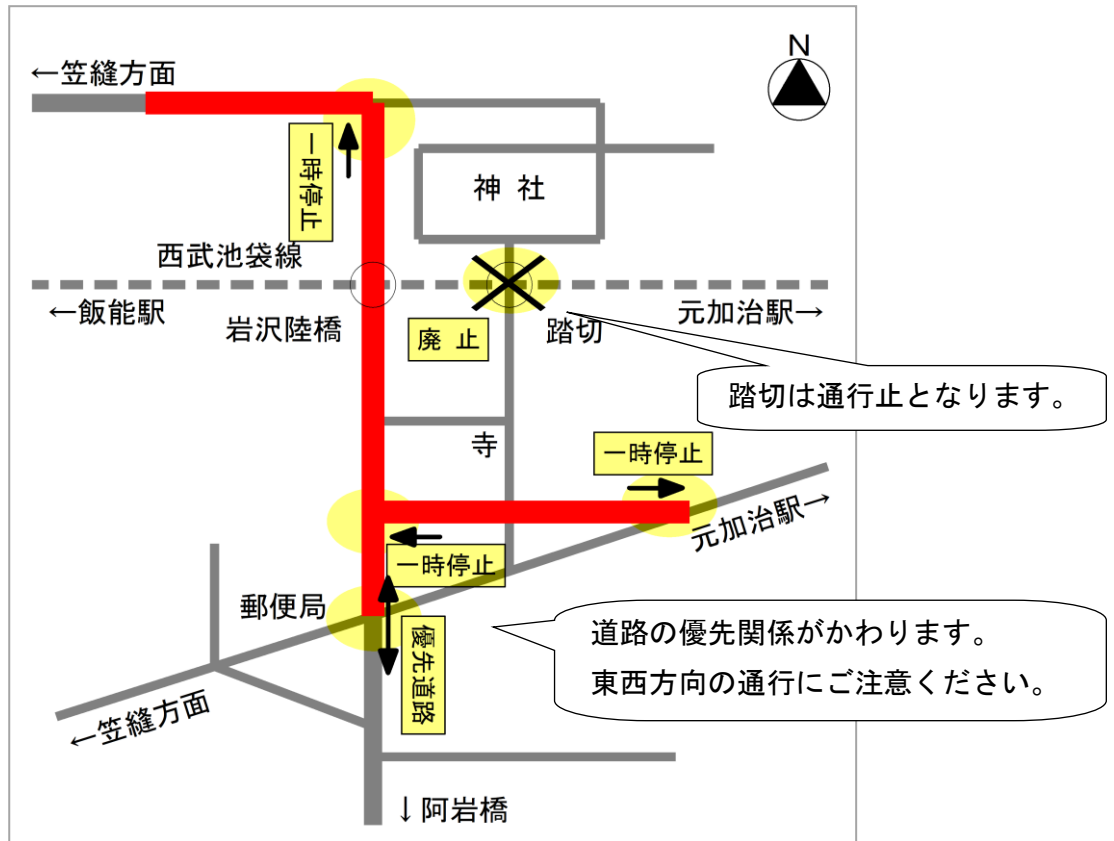 N
←笠縫方面
一時停止
神 社
西武池袋線
←飯能駅
岩沢陸橋
廃 止
踏切
元加治駅→
踏切は通行止となります。
寺
一時停止
元加治駅→
一時停止
郵便局
優先道路
道路の優先関係がかわります。
東西方向の通行にご注意ください。
←笠縫方面
↓阿岩橋